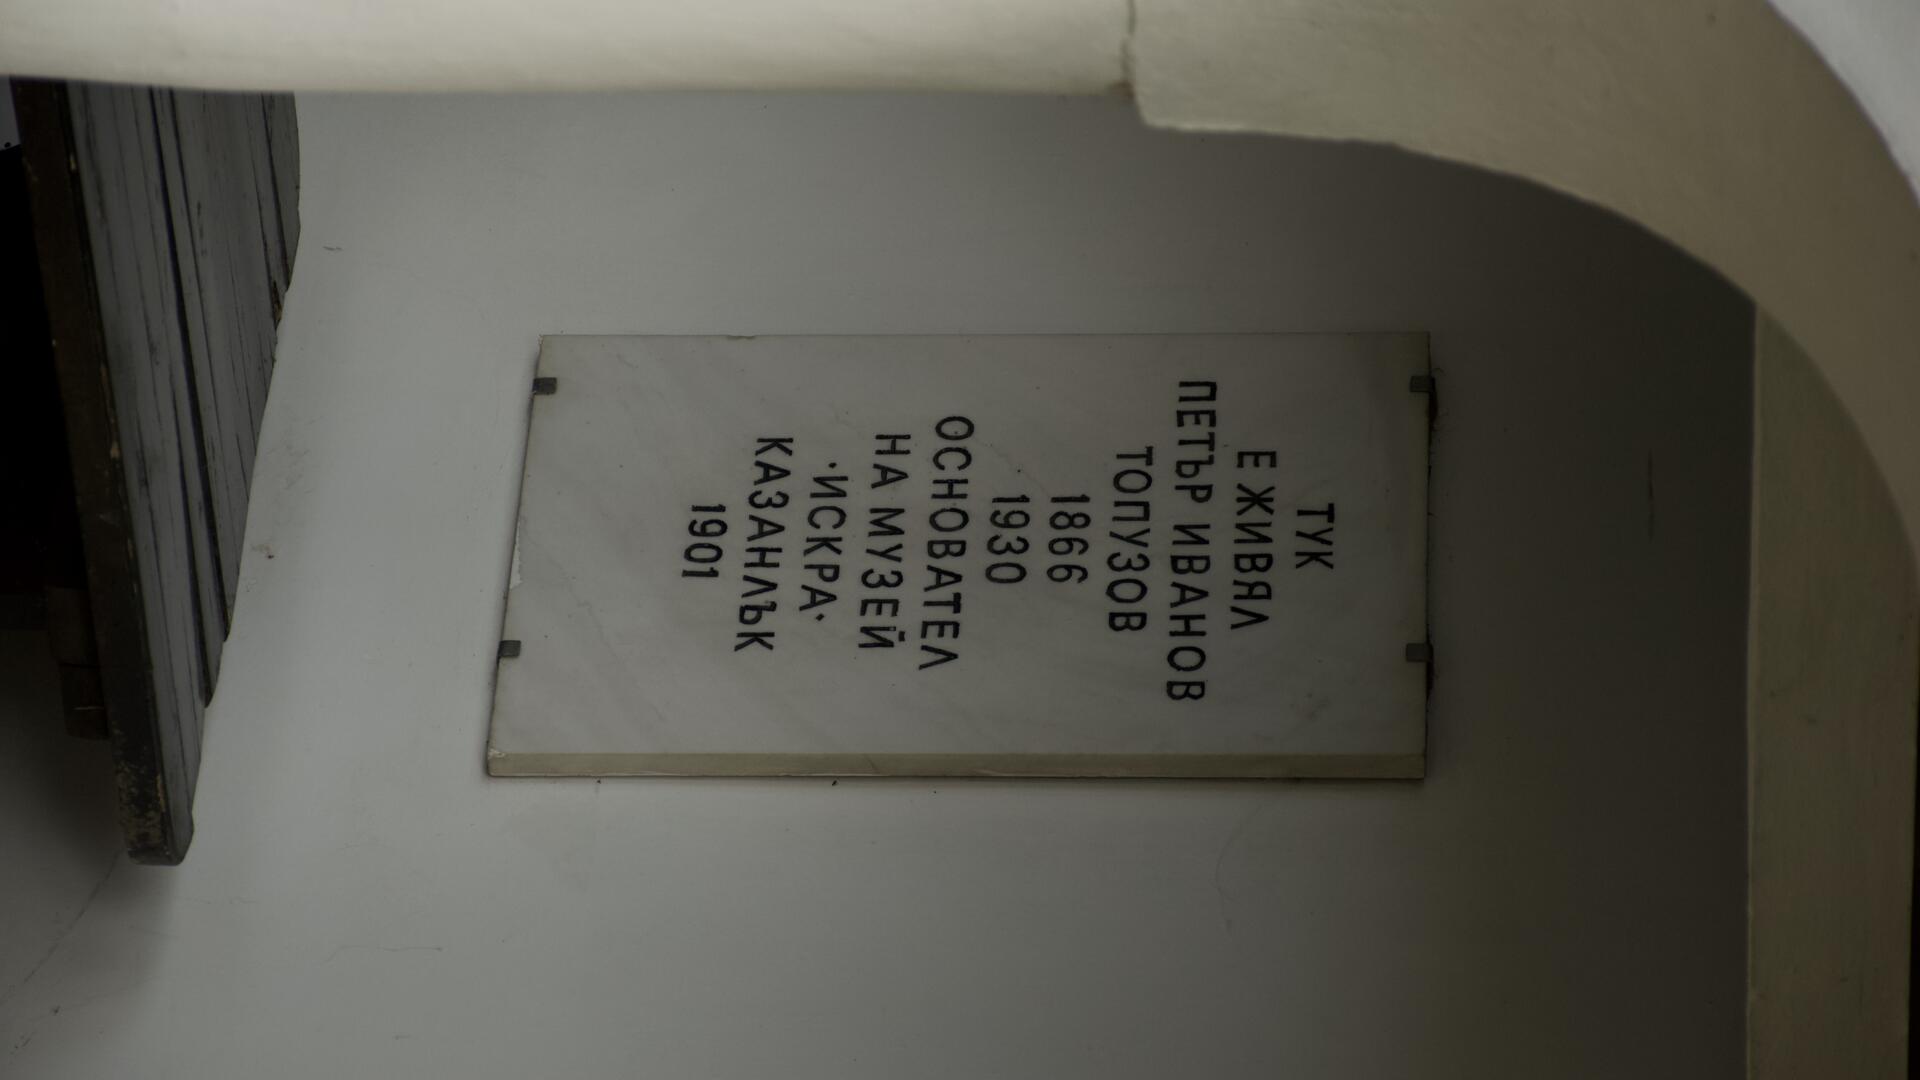 ТУК
Е ЖИВЯЛ
ПЕТЪР ИВАНОВ
ТОПУЗОВ
1866
1930
ОСНОВАТЕЛ
НА МУЗЕЙ
·ИСКРА·
КАЗАНЛЪК
1901